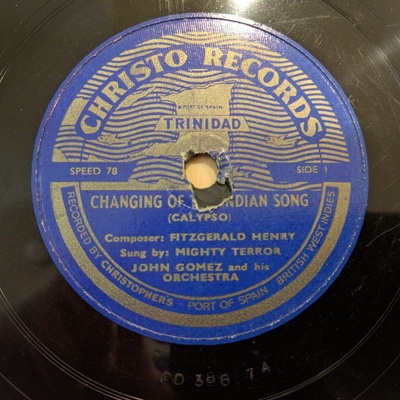 CHRISTO RECORDS
PORT OF SPAIN
TRINIDAD
SPEED 78
SIDE 1
CHANGING OF INDIAN SONG
(CALYPSO)
Composer: FITZGERALD HENRY
Sung by: MIGHTY TERROR
JOHN GOMEZ and his
ORCHESTRA
RECORDED BY CHRISTOPHERS - PORT OF SPAIN - BRITISH WEST INDIES